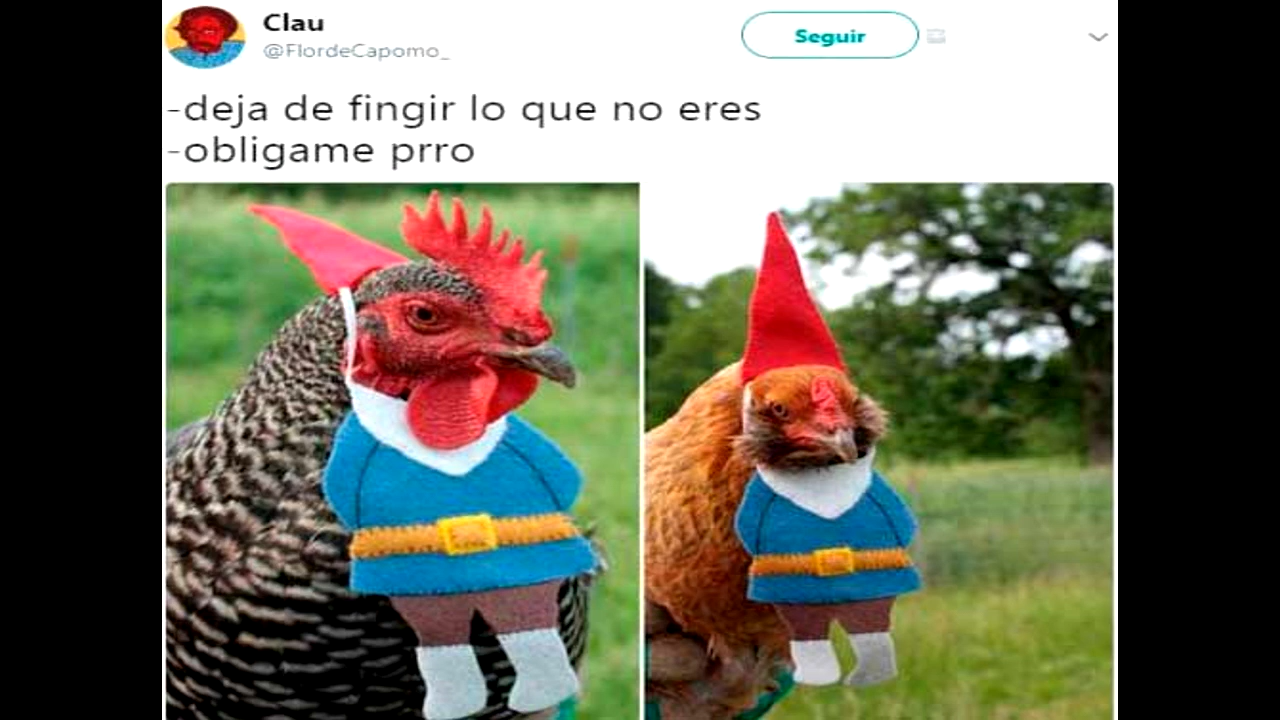 Clau
@FlordeCapomo_
Seguir
-deja de fingir lo que no eres
-obligame prro